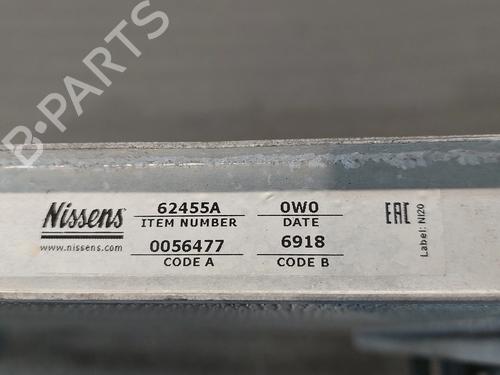 B-PARTS
Nissens
www.nissens.com
62455A
ITEM NUMBER
0W0
DATE
0056477
CODE A
6918
CODE B
EAC
Label: NI20